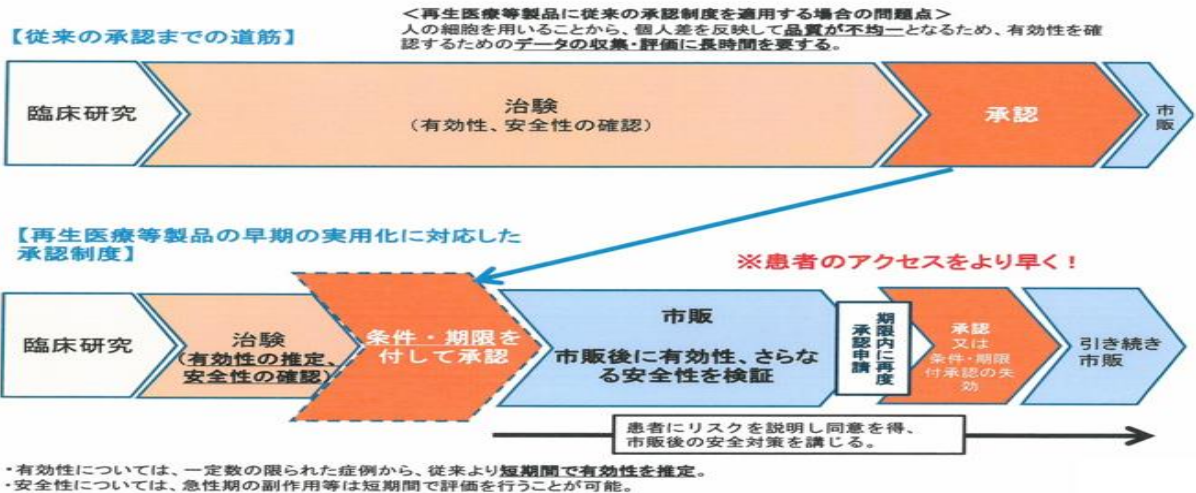 <再生医療等製品に従来の承認制度を適用する場合の問題点>
【従来の承認までの道筋】
人の細胞を用いることから、個人差を反映して品質が不均一となるため、有効性を確
認するためのデータの収集・評価に長時間を要する。
臨床研究
治験
（有効性、安全性の確認）
承認
市
販
【再生医療等製品の早期の実用化に対応した
承認制度】
※患者のアクセスをより早く！
臨床研究
治験
（有効性の推定、
安全性の確認）
条件・期限を
付して承認
市販
市販後に有効性、さらな
る安全性を検証
期限内に再度
承認申請
承認
又は
条件・期限
付承認の失
効
引き続き
市販
患者にリスクを説明し同意を得、
市販後の安全対策を講じる。
・有効性については、一定数の限られた症例から、従来より短期間で有効性を推定。
・安全性については、急性期の副作用等は短期間で評価を行うことが可能。